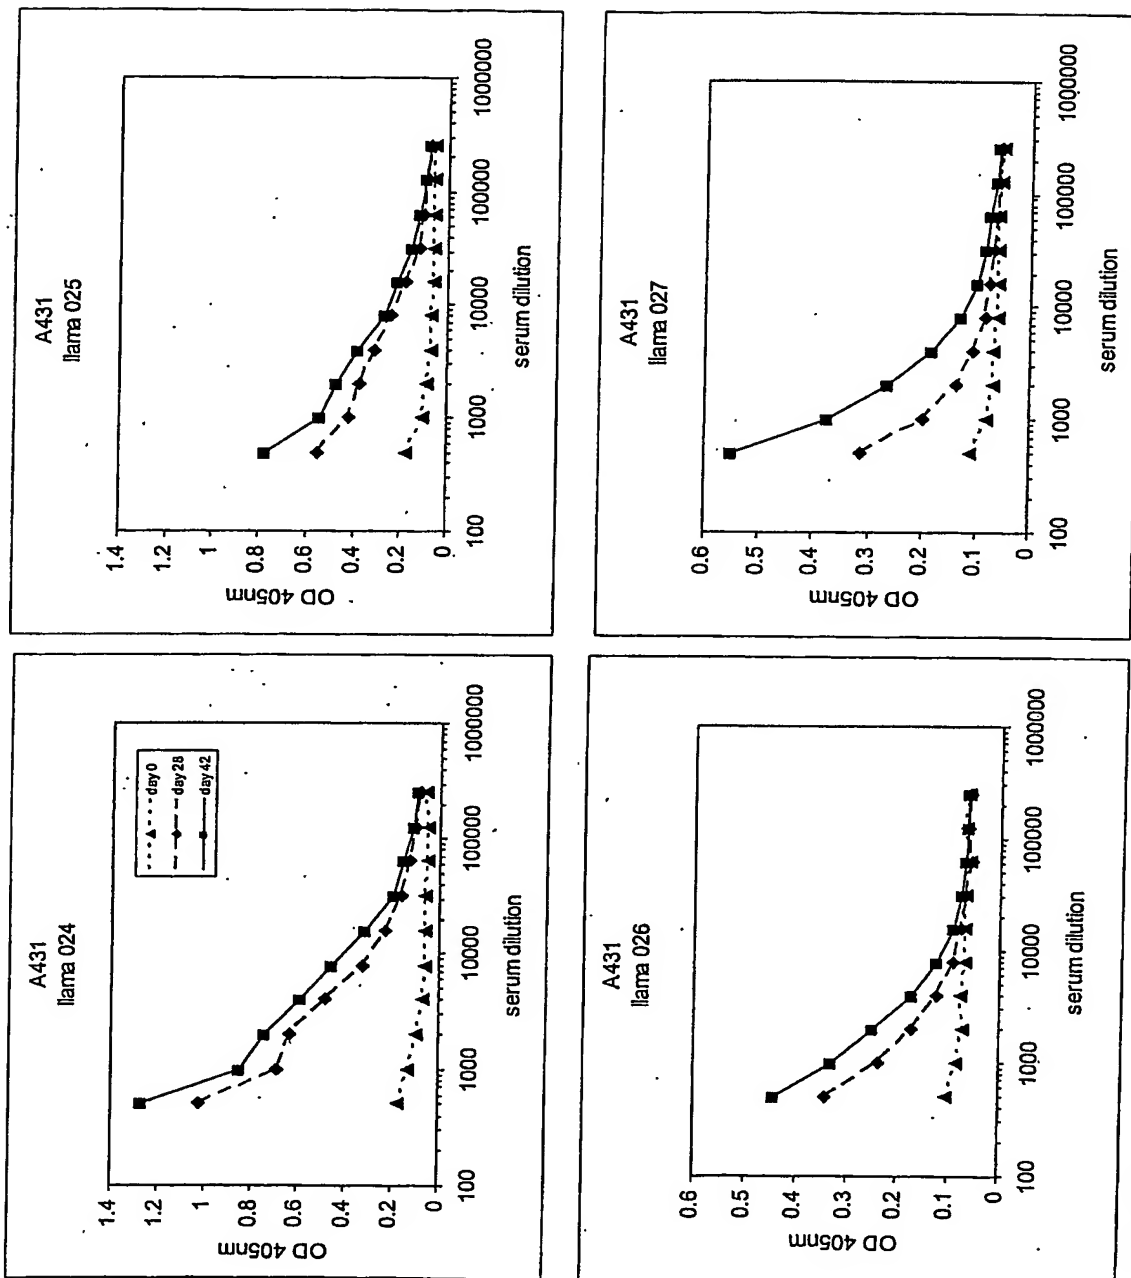 A431
llama 024
OD 405nm
1.4
1.2
1
0.8
0.6
0.4
0.2
0
100
1000
10000
100000
1000000
serum dilution
day 0
day 28
day 42
A431
llama 025
OD 405nm
1.4
1.2
1
0.8
0.6
0.4
0.2
0
100
1000
10000
100000
1000000
serum dilution
A431
llama 026
OD 405nm
0.6
0.5
0.4
0.3
0.2
0.1
0
100
1000
10000
100000
1000000
serum dilution
A431
llama 027
OD 405nm
0.6
0.5
0.4
0.3
0.2
0.1
0
100
1000
10000
100000
1000000
serum dilution